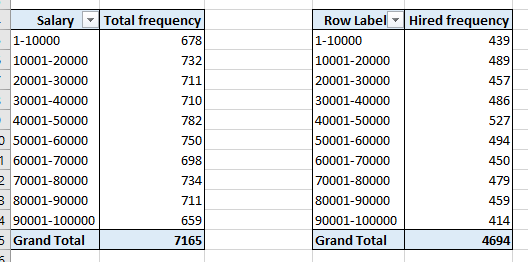 Salary Total frequency Row Label Hired frequency
1-10000 678 1-10000 439
10001-20000 732 10001-20000 489
20001-30000 711 20001-30000 457
30001-40000 710 30001-40000 486
40001-50000 782 40001-50000 527
50001-60000 750 50001-60000 494
60001-70000 698 60001-70000 450
70001-80000 734 70001-80000 479
80001-90000 711 80001-90000 459
90001-100000 659 90001-100000 414
Grand Total 7165 Grand Total 4694